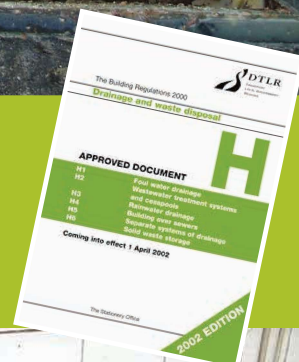 DTLR
The Building Regulations 2000
Drainage and waste disposal
H
APPROVED DOCUMENT
H1 Foul water drainage
H2 Wastewater treatment systems
and cesspools
H3 Rainwater drainage
H4 Building over sewers
H5 Separate systems of drainage
H6 Solid waste storage
Coming into effect 1 April 2002
The Stationery Office
2002 EDITION